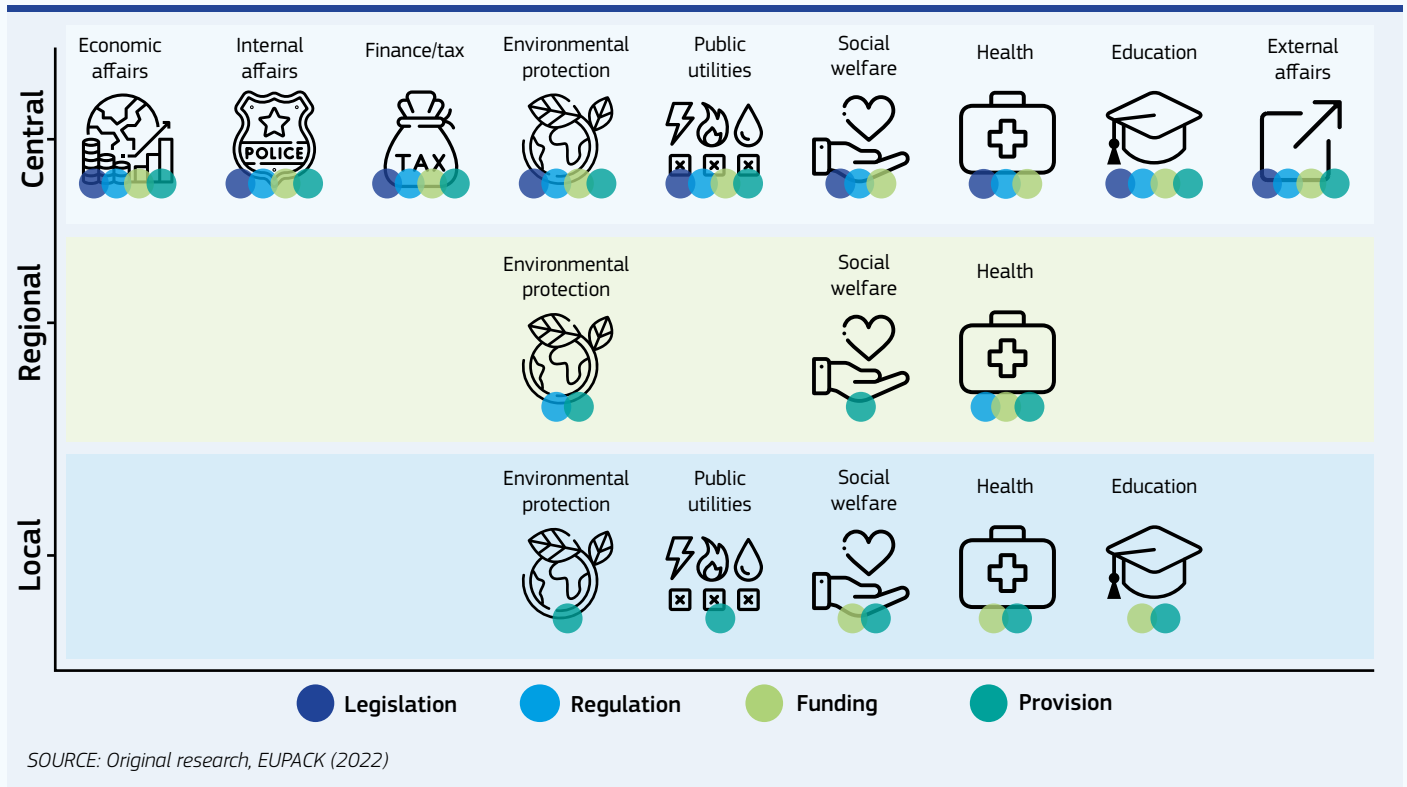 Economic
affairs
Internal
affairs
Finance/tax
Environmental
protection
Public
utilities
Social
welfare
Health
Education
External
affairs
Central
POLICE
TAX
Regional
Environmental
protection
Social
welfare
Health
Local
Environmental
protection
Public
utilities
Social
welfare
Health
Education
Legislation
Regulation
Funding
Provision
SOURCE: Original research, EUPACK (2022)